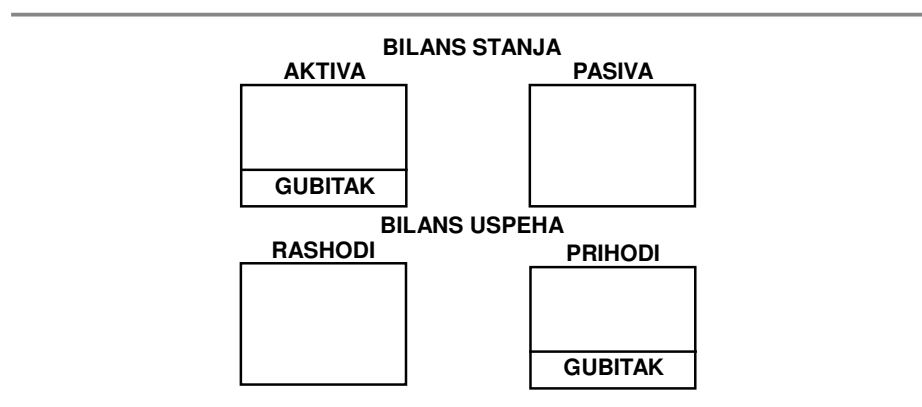 BILANS STANJA
AKTIVA PASIVA
GUBITAK
BILANS USPEHA
RASHODI PRIHODI
GUBITAK